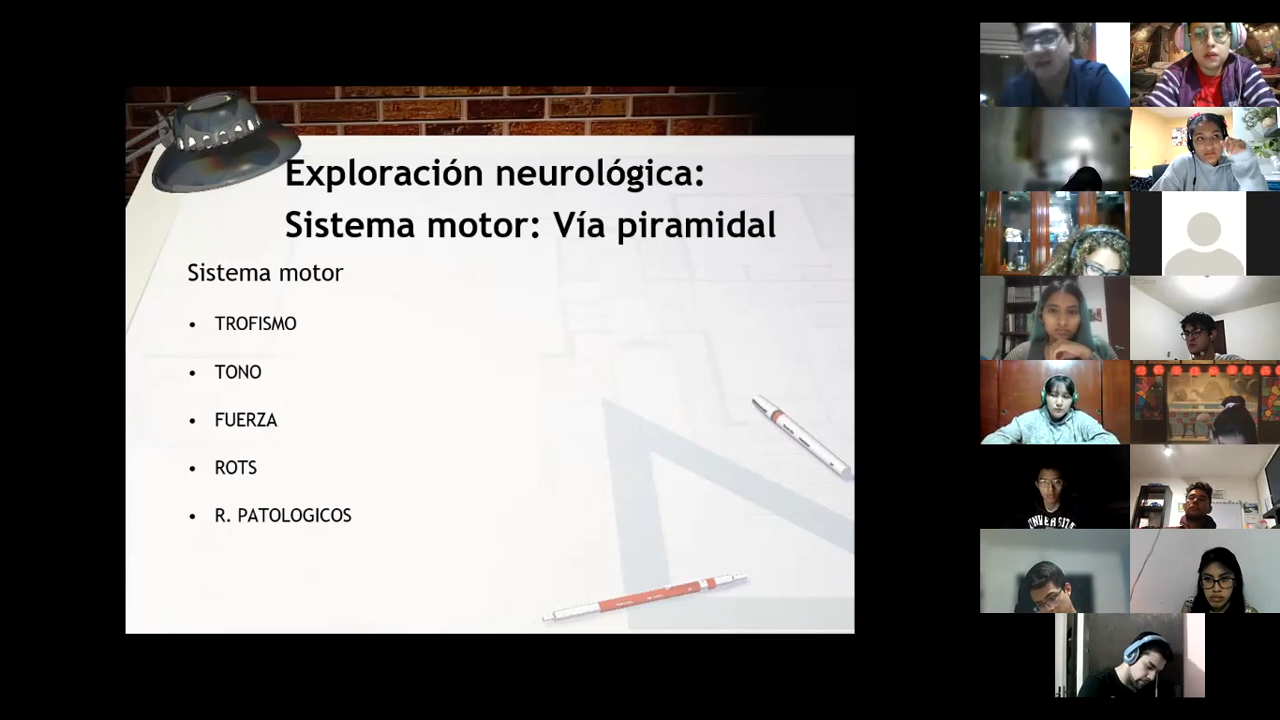 Exploración neurológica:
Sistema motor: Vía piramidal
Sistema motor
• TROFISMO
• TONO
• FUERZA
• ROTS
• R. PATOLOGICOS